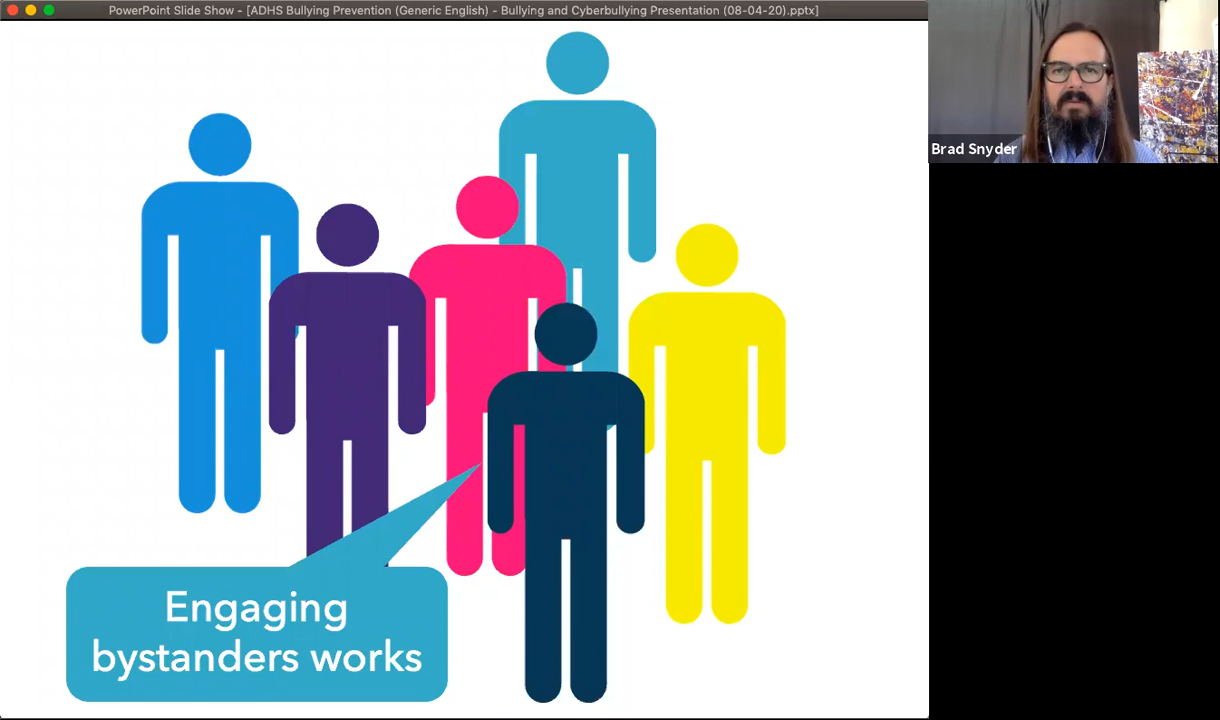 PowerPoint Slide Show - [ADHS Bullying Prevention (Generic English) - Bullying and Cyberbullying Presentation (08-04-20).pptx]
Brad Snyder
Engaging
bystanders works